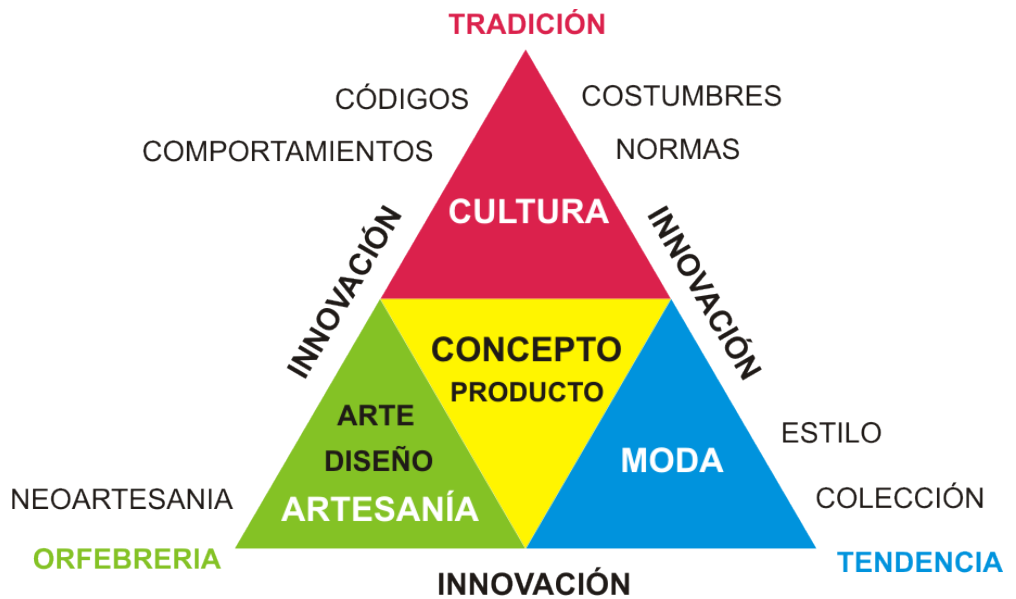 TRADICIÓN
CÓDIGOS
COSTUMBRES
COMPORTAMIENTOS
NORMAS
CULTURA
INNOVACIÓN
INNOVACIÓN
CONCEPTO
PRODUCTO
ARTE
DISEÑO
ARTESANÍA
MODA
ESTILO
NEOARTESANIA
COLECCIÓN
ORFEBRERIA
TENDENCIA
INNOVACIÓN